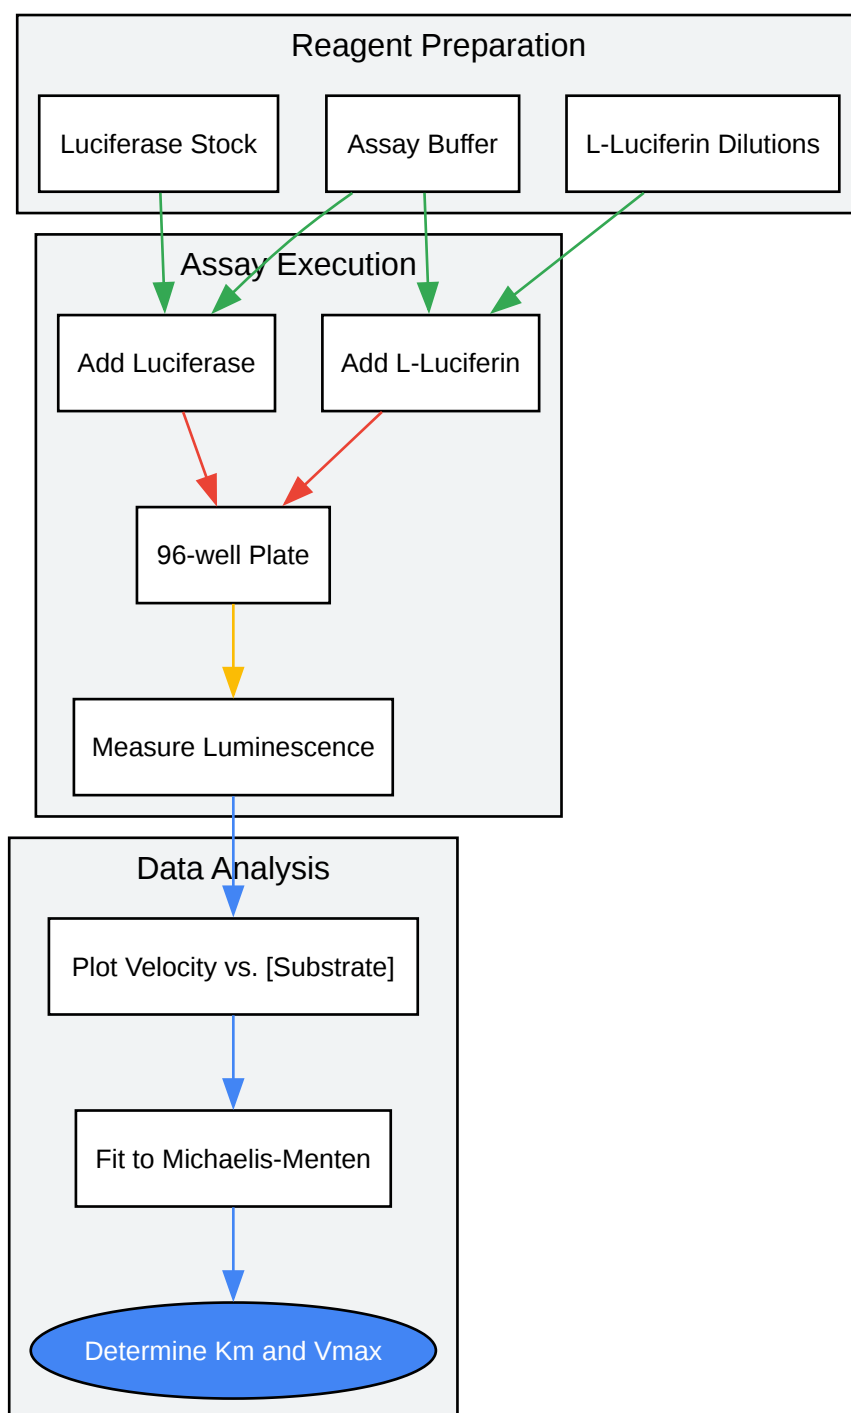 Reagent Preparation
Luciferase Stock
Assay Buffer
L-Luciferin Dilutions
Assay Execution
Add Luciferase
Add L-Luciferin
96-well Plate
Measure Luminescence
Data Analysis
Plot Velocity vs. [Substrate]
Fit to Michaelis-Menten
Determine Km and Vmax